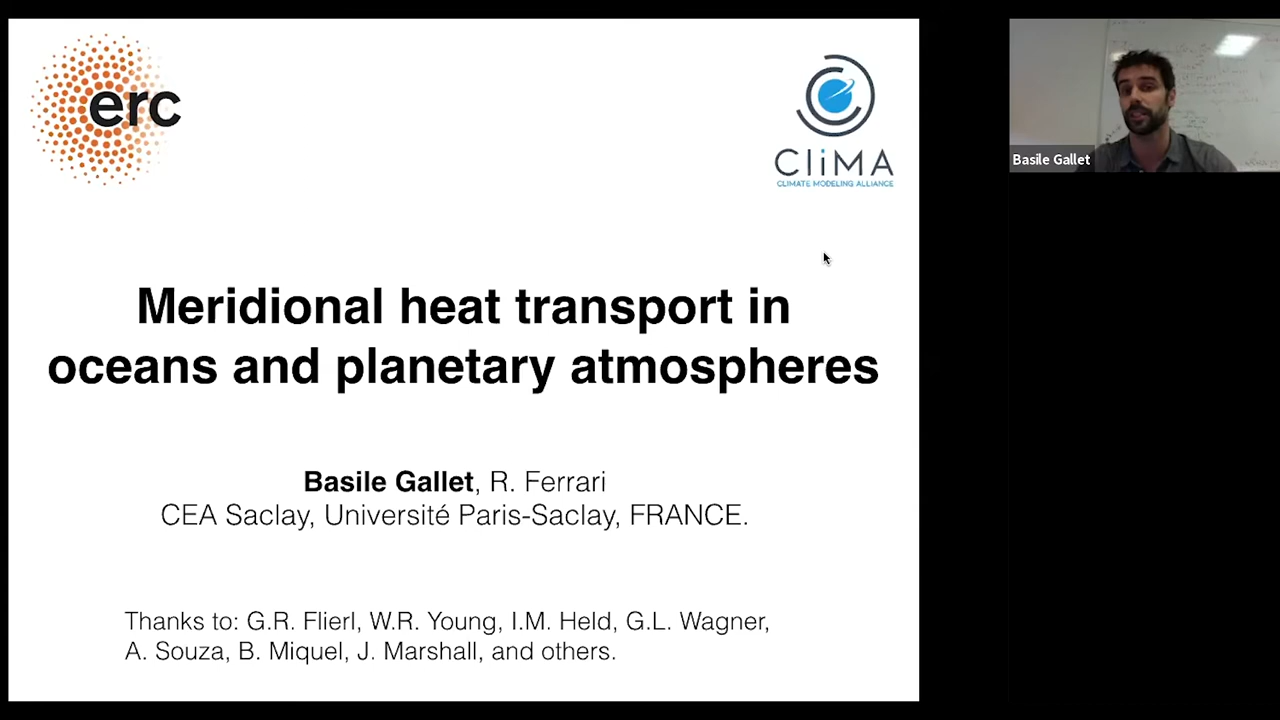 erc
CLiMA
CLIMATE MODELING ALLIANCE
Basile Gallet
Meridional heat transport in
oceans and planetary atmospheres
Basile Gallet, R. Ferrari
CEA Saclay, Université Paris-Saclay, FRANCE.
Thanks to: G.R. Flierl, W.R. Young, I.M. Held, G.L. Wagner,
A. Souza, B. Miquel, J. Marshall, and others.